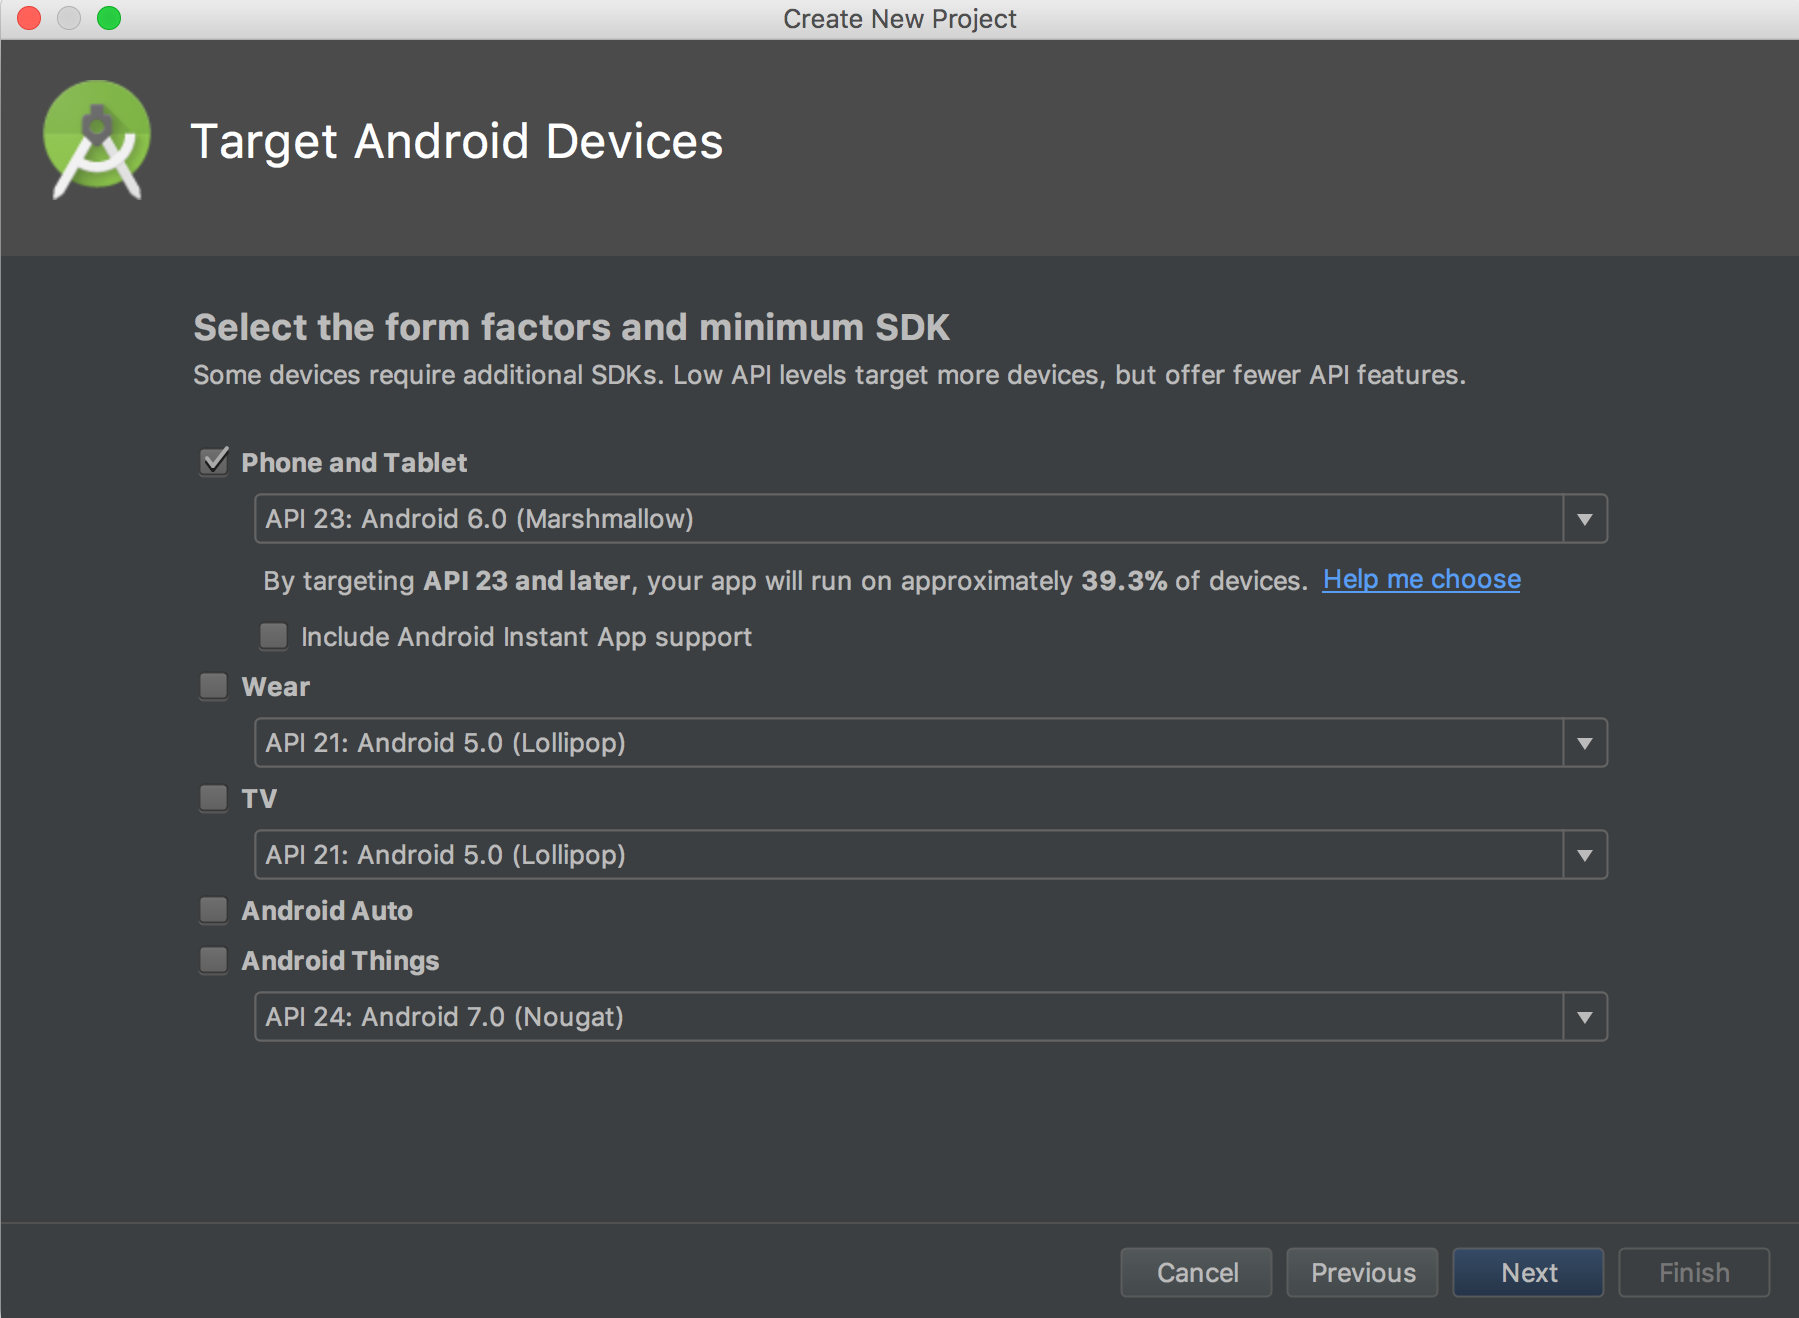 Create New Project
Target Android Devices
Select the form factors and minimum SDK
Some devices require additional SDKs. Low API levels target more devices, but offer fewer API features.
Phone and Tablet
API 23: Android 6.0 (Marshmallow)
By targeting API 23 and later, your app will run on approximately 39.3% of devices. Help me choose
Include Android Instant App support
Wear
API 21: Android 5.0 (Lollipop)
TV
API 21: Android 5.0 (Lollipop)
Android Auto
Android Things
API 24: Android 7.0 (Nougat)
Cancel Previous Next Finish